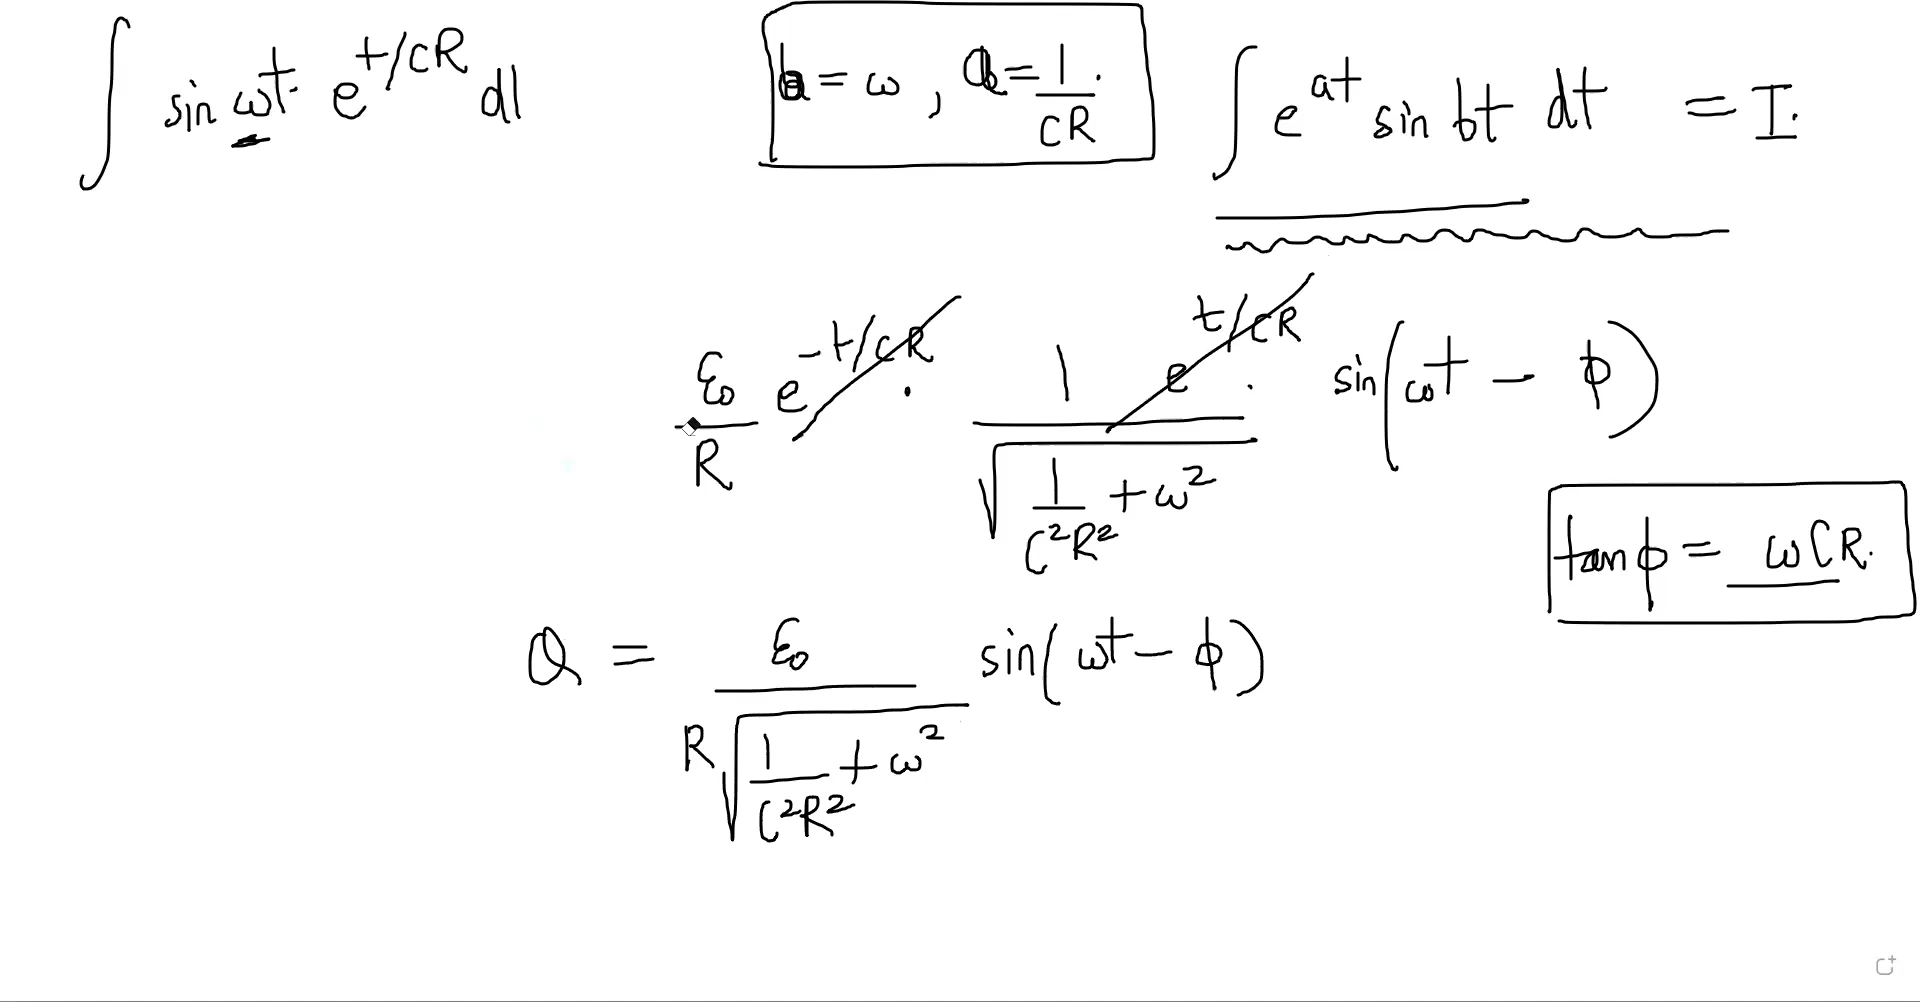 ∫ sin ωt · e^{t/CR} dt
b = ω , a = 1/CR .
∫ e^{at} sin bt dt = I .
ε₀/R e^{-t/CR} · 1/√(1/C²R² + ω²) e^{t/CR} . sin(ωt − ϕ)
tan ϕ = ωCR .
Q = ε₀ / R√(1/C²R² + ω²) sin(ωt − ϕ)